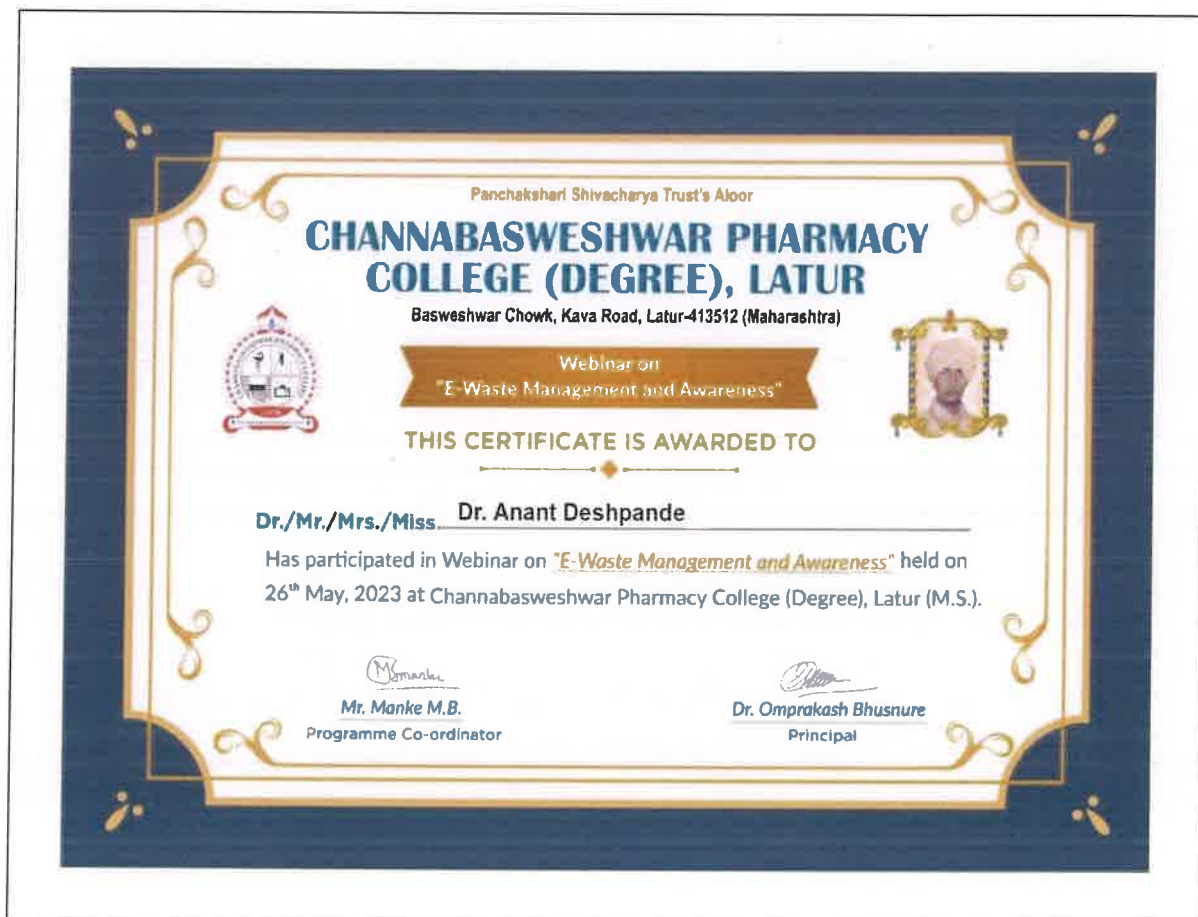 Panchakshari Shivacharya Trust's Aloor
CHANNABASWESHWAR PHARMACY
COLLEGE (DEGREE), LATUR
Basweshwar Chowk, Kava Road, Latur-413512 (Maharashtra)
Webinar on
"E-Waste Management and Awareness"
THIS CERTIFICATE IS AWARDED TO
Dr./Mr./Mrs./Miss. Dr. Anant Deshpande
Has participated in Webinar on "E-Waste Management and Awareness" held on
26th May, 2023 at Channabasweshwar Pharmacy College (Degree), Latur (M.S.).
Mr. Manke M.B.
Dr. Omprakash Bhusnure
Programme Co-ordinator
Principal